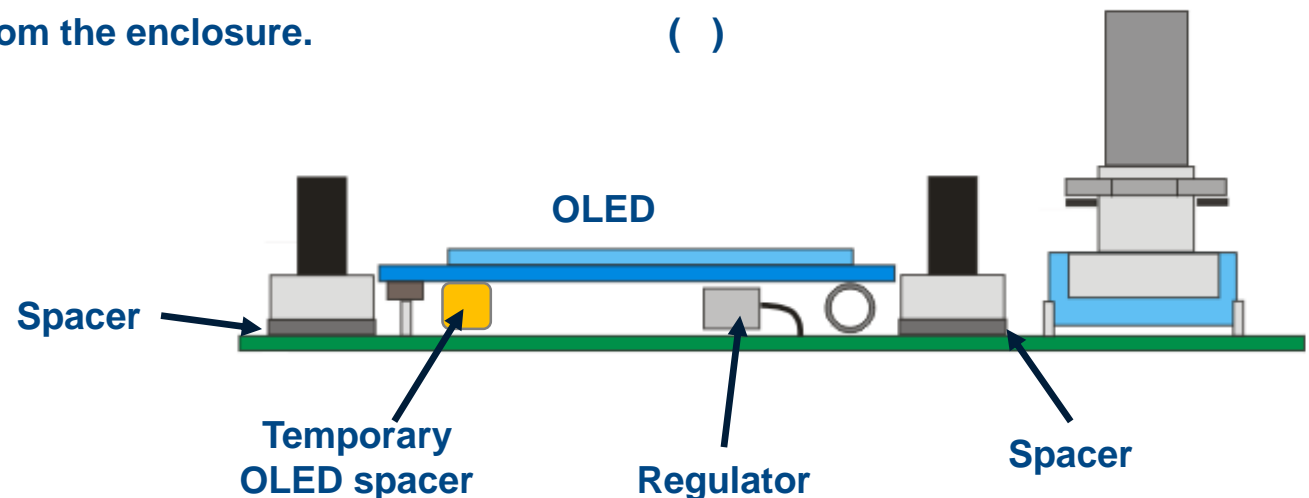 om the enclosure. ( )
OLED
Spacer
Temporary
OLED spacer
Regulator
Spacer